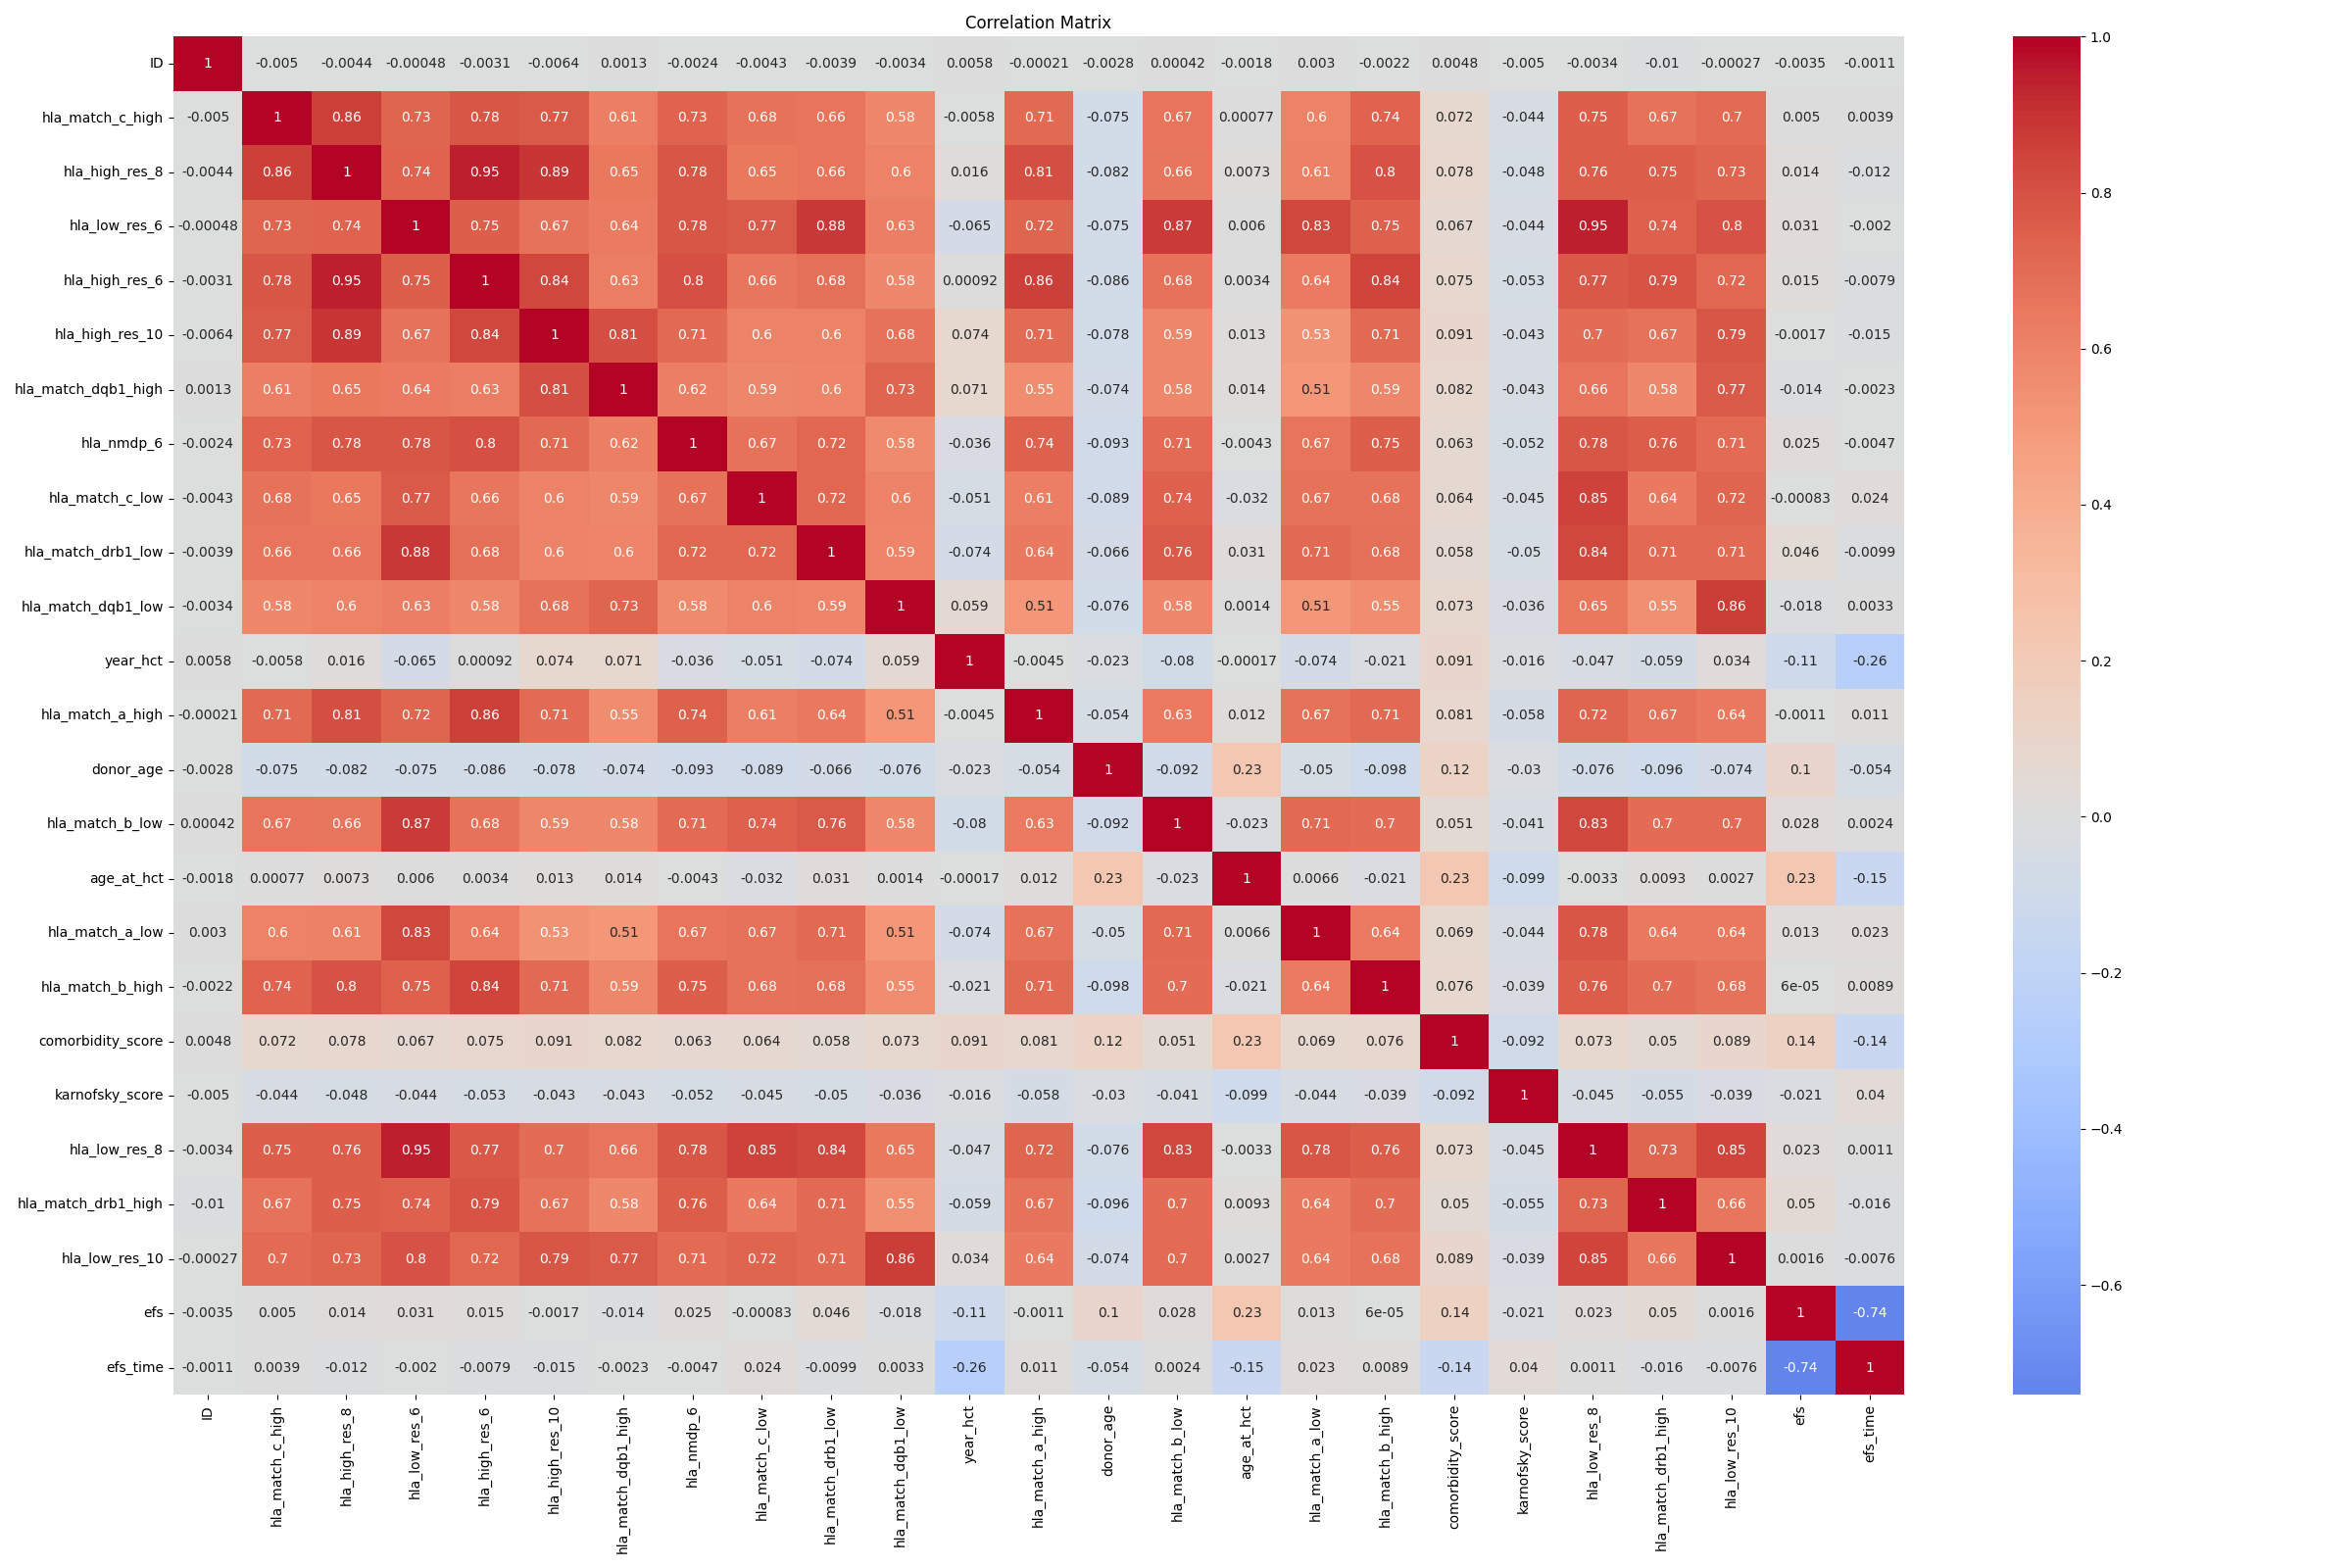 Correlation Matrix
ID 1 -0.005 -0.0044 -0.00048 -0.0031 -0.0064 0.0013 -0.0024 -0.0043 -0.0039 -0.0034 0.0058 -0.00021 -0.0028 0.00042 -0.0018 0.003 -0.0022 0.0048 -0.005 -0.0034 -0.01 -0.00027 -0.0035 -0.0011
hla_match_c_high -0.005 1 0.86 0.73 0.78 0.77 0.61 0.73 0.68 0.66 0.58 -0.0058 0.71 -0.075 0.67 0.00077 0.6 0.74 0.072 -0.044 0.75 0.67 0.7 0.005 0.0039
hla_high_res_8 -0.0044 0.86 1 0.74 0.95 0.89 0.65 0.78 0.65 0.66 0.6 0.016 0.81 -0.082 0.66 0.0073 0.61 0.8 0.078 -0.048 0.76 0.75 0.73 0.014 -0.012
hla_low_res_6 -0.00048 0.73 0.74 1 0.75 0.67 0.64 0.78 0.77 0.88 0.63 -0.065 0.72 -0.075 0.87 0.006 0.83 0.75 0.067 -0.044 0.95 0.74 0.8 0.031 -0.002
hla_high_res_6 -0.0031 0.78 0.95 0.75 1 0.84 0.63 0.8 0.66 0.68 0.58 0.00092 0.86 -0.086 0.68 0.0034 0.64 0.84 0.075 -0.053 0.77 0.79 0.72 0.015 -0.0079
hla_high_res_10 -0.0064 0.77 0.89 0.67 0.84 1 0.81 0.71 0.6 0.6 0.68 0.074 0.71 -0.078 0.59 0.013 0.53 0.71 0.091 -0.043 0.7 0.67 0.79 -0.0017 -0.015
hla_match_dqb1_high 0.0013 0.61 0.65 0.64 0.63 0.81 1 0.62 0.59 0.6 0.73 0.071 0.55 -0.074 0.58 0.014 0.51 0.59 0.082 -0.043 0.66 0.58 0.77 -0.014 -0.0023
hla_nmdp_6 -0.0024 0.73 0.78 0.78 0.8 0.71 0.62 1 0.67 0.72 0.58 -0.036 0.74 -0.093 0.71 -0.0043 0.67 0.75 0.063 -0.052 0.78 0.76 0.71 0.025 -0.0047
hla_match_c_low -0.0043 0.68 0.65 0.77 0.66 0.6 0.59 0.67 1 0.72 0.6 -0.051 0.61 -0.089 0.74 -0.032 0.67 0.68 0.064 -0.045 0.85 0.64 0.72 -0.00083 0.024
hla_match_drb1_low -0.0039 0.66 0.66 0.88 0.68 0.6 0.6 0.72 0.72 1 0.59 -0.074 0.64 -0.066 0.76 0.031 0.71 0.68 0.058 -0.05 0.84 0.71 0.71 0.046 -0.0099
hla_match_dqb1_low -0.0034 0.58 0.6 0.63 0.58 0.68 0.73 0.58 0.6 0.59 1 0.059 0.51 -0.076 0.58 0.0014 0.51 0.55 0.073 -0.036 0.65 0.55 0.86 -0.018 0.0033
year_hct 0.0058 -0.0058 0.016 -0.065 0.00092 0.074 0.071 -0.036 -0.051 -0.074 0.059 1 -0.0045 -0.023 -0.08 -0.00017 -0.074 -0.021 0.091 -0.016 -0.047 -0.059 0.034 -0.11 -0.26
hla_match_a_high -0.00021 0.71 0.81 0.72 0.86 0.71 0.55 0.74 0.61 0.64 0.51 -0.0045 1 -0.054 0.63 0.012 0.67 0.71 0.081 -0.058 0.72 0.67 0.64 -0.0011 0.011
donor_age -0.0028 -0.075 -0.082 -0.075 -0.086 -0.078 -0.074 -0.093 -0.089 -0.066 -0.076 -0.023 -0.054 1 -0.092 0.23 -0.05 -0.098 0.12 -0.03 -0.076 -0.096 -0.074 0.1 -0.054
hla_match_b_low 0.00042 0.67 0.66 0.87 0.68 0.59 0.58 0.71 0.74 0.76 0.58 -0.08 0.63 -0.092 1 -0.023 0.71 0.7 0.051 -0.041 0.83 0.7 0.7 0.028 0.0024
age_at_hct -0.0018 0.00077 0.0073 0.006 0.0034 0.013 0.014 -0.0043 -0.032 0.031 0.0014 -0.00017 0.012 0.23 -0.023 1 0.0066 -0.021 0.23 -0.099 -0.0033 0.0093 0.0027 0.23 -0.15
hla_match_a_low 0.003 0.6 0.61 0.83 0.64 0.53 0.51 0.67 0.67 0.71 0.51 -0.074 0.67 -0.05 0.71 0.0066 1 0.64 0.069 -0.044 0.78 0.64 0.64 0.013 0.023
hla_match_b_high -0.0022 0.74 0.8 0.75 0.84 0.71 0.59 0.75 0.68 0.68 0.55 -0.021 0.71 -0.098 0.7 -0.021 0.64 1 0.076 -0.039 0.76 0.7 0.68 6e-05 0.0089
comorbidity_score 0.0048 0.072 0.078 0.067 0.075 0.091 0.082 0.063 0.064 0.058 0.073 0.091 0.081 0.12 0.051 0.23 0.069 0.076 1 -0.092 0.073 0.05 0.089 0.14 -0.14
karnofsky_score -0.005 -0.044 -0.048 -0.044 -0.053 -0.043 -0.043 -0.052 -0.045 -0.05 -0.036 -0.016 -0.058 -0.03 -0.041 -0.099 -0.044 -0.039 -0.092 1 -0.045 -0.055 -0.039 -0.021 0.04
hla_low_res_8 -0.0034 0.75 0.76 0.95 0.77 0.7 0.66 0.78 0.85 0.84 0.65 -0.047 0.72 -0.076 0.83 -0.0033 0.78 0.76 0.073 -0.045 1 0.73 0.85 0.023 0.0011
hla_match_drb1_high -0.01 0.67 0.75 0.74 0.79 0.67 0.58 0.76 0.64 0.71 0.55 -0.059 0.67 -0.096 0.7 0.0093 0.64 0.7 0.05 -0.055 0.73 1 0.66 0.05 -0.016
hla_low_res_10 -0.00027 0.7 0.73 0.8 0.72 0.79 0.77 0.71 0.72 0.71 0.86 0.034 0.64 -0.074 0.7 0.0027 0.64 0.68 0.089 -0.039 0.85 0.66 1 0.0016 -0.0076
efs -0.0035 0.005 0.014 0.031 0.015 -0.0017 -0.014 0.025 -0.00083 0.046 -0.018 -0.11 -0.0011 0.1 0.028 0.23 0.013 6e-05 0.14 -0.021 0.023 0.05 0.0016 1 -0.74
efs_time -0.0011 0.0039 -0.012 -0.002 -0.0079 -0.015 -0.0023 -0.0047 0.024 -0.0099 0.0033 -0.26 0.011 -0.054 0.0024 -0.15 0.023 0.0089 -0.14 0.04 0.0011 -0.016 -0.0076 -0.74 1
ID
hla_match_c_high
hla_high_res_8
hla_low_res_6
hla_high_res_6
hla_high_res_10
hla_match_dqb1_high
hla_nmdp_6
hla_match_c_low
hla_match_drb1_low
hla_match_dqb1_low
year_hct
hla_match_a_high
donor_age
hla_match_b_low
age_at_hct
hla_match_a_low
hla_match_b_high
comorbidity_score
karnofsky_score
hla_low_res_8
hla_match_drb1_high
hla_low_res_10
efs
efs_time
1.0
0.8
0.6
0.4
0.2
0.0
−0.2
−0.4
−0.6